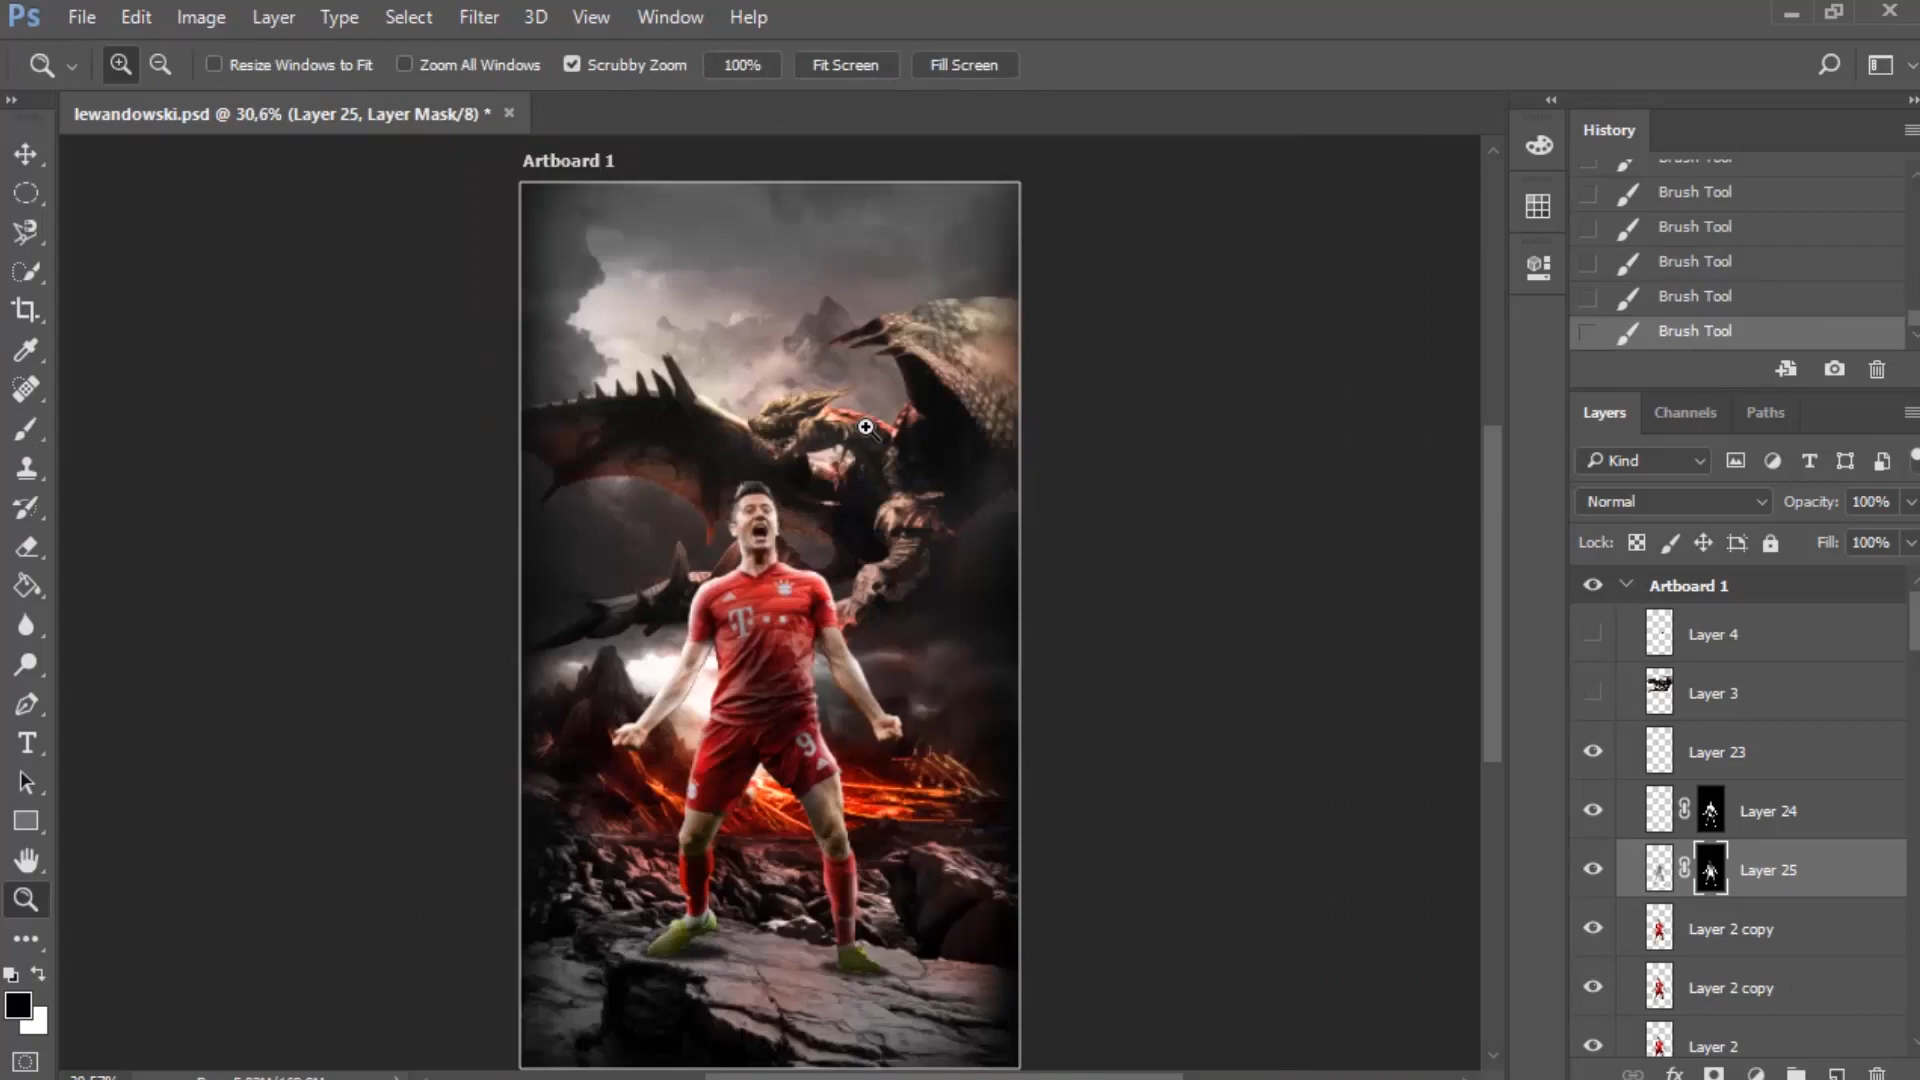 Ps File Edit Image Layer Type Select Filter 3D View Window Help
Resize Windows to Fit Zoom All Windows Scrubby Zoom 100% Fit Screen Fill Screen
lewandowski.psd @ 30,6% (Layer 25, Layer Mask/8) *
Artboard 1
T
9
History
Brush Tool
Brush Tool
Brush Tool
Brush Tool
Brush Tool
Brush Tool
Layers Channels Paths
Kind
Normal Opacity: 100%
Lock: Fill: 100%
Artboard 1
Layer 4
Layer 3
Layer 23
Layer 24
Layer 25
Layer 2 copy
Layer 2 copy
Layer 2
fx